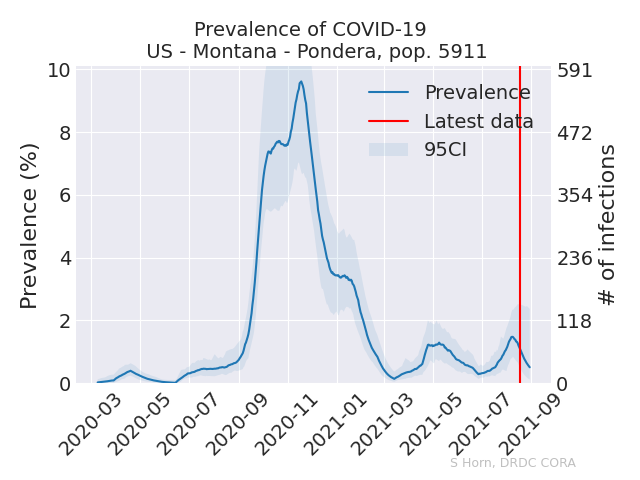 Prevalence of COVID-19
US - Montana - Pondera, pop. 5911
Prevalence
Latest data
95CI
Prevalence (%)
10
8
6
4
2
0
# of infections
591
472
354
236
118
0
2020-03
2020-05
2020-07
2020-09
2020-11
2021-01
2021-03
2021-05
2021-07
2021-09
S Horn, DRDC CORA